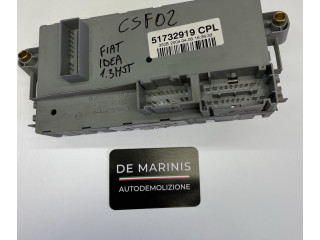 CSF02
FIAT
IDEA
1.3MJT
51732919 CPL
DE MARINIS
AUTODEMOLIZIONE